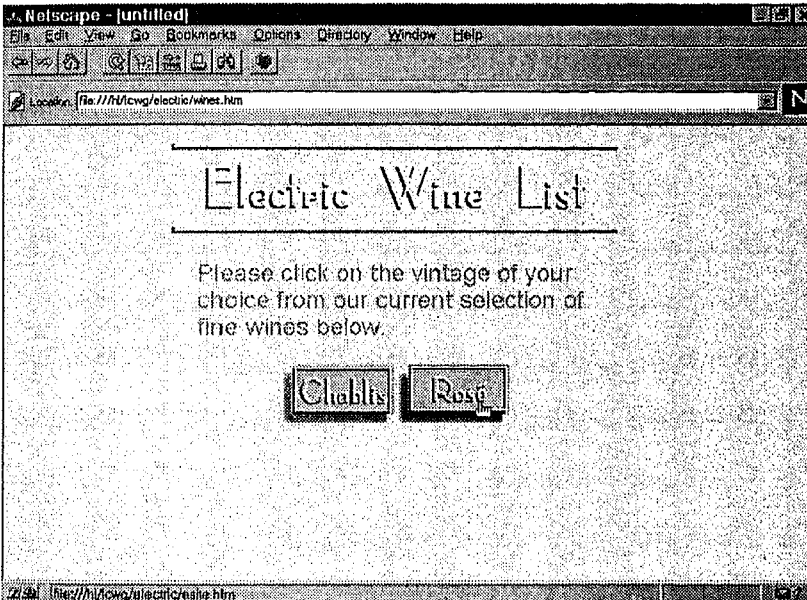 Netscape - [untitled]
File Edit View Go Bookmarks Options Directory Window Help
Location: file:///H/lcwg/electric/wines.htm
N
Electric Wine List
Please click on the vintage of your
choice from our current selection of
fine wines below.
Chablis Rosé